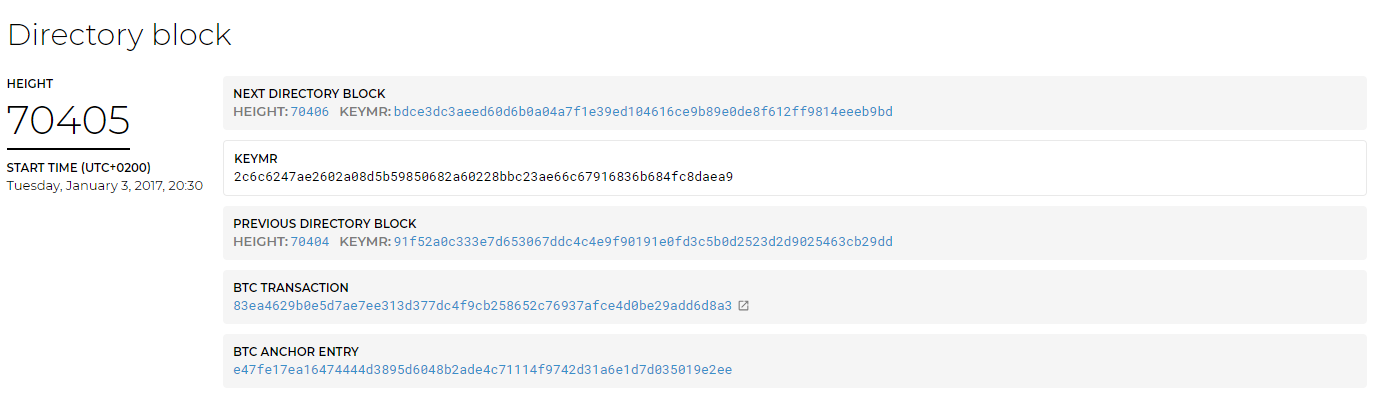 Directory block
HEIGHT
70405
START TIME (UTC+0200)
Tuesday, January 3, 2017, 20:30
NEXT DIRECTORY BLOCK
HEIGHT: 70406 KEYMR: bdce3dc3aeed60d6b0a04a7f1e39ed104616ce9b89e0de8f612ff9814eeeb9bd
KEYMR
2c6c6247ae2602a08d5b59850682a60228bbc23ae66c67916836b684fc8daea9
PREVIOUS DIRECTORY BLOCK
HEIGHT: 70404 KEYMR: 91f52a0c333e7d653067ddc4c4e9f90191e0fd3c5b0d2523d2d9025463cb29dd
BTC TRANSACTION
83ea4629b0e5d7ae7ee313d377dc4f9cb258652c76937afce4d0be29add6d8a3
BTC ANCHOR ENTRY
e47fe17ea16474444d3895d6048b2ade4c71114f9742d31a6e1d7d035019e2ee